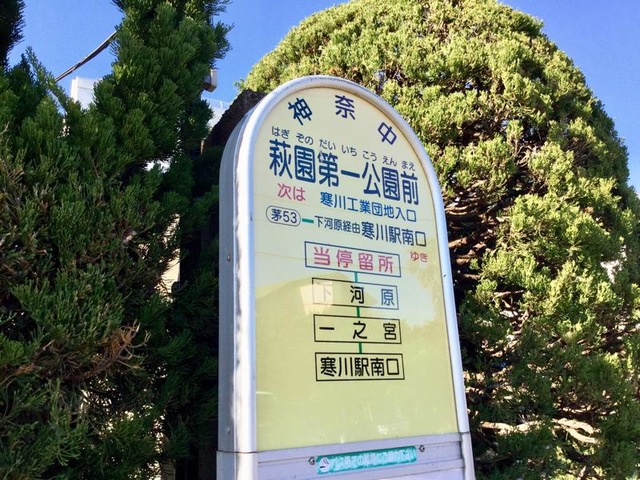 神奈中
はぎ ぞの だい いち こう えん まえ
萩園第一公園前
次は 寒川工業団地入口
茅53 ー下河原経由寒川駅南口
ゆき
当停留所
下河原
一之宮
寒川駅南口